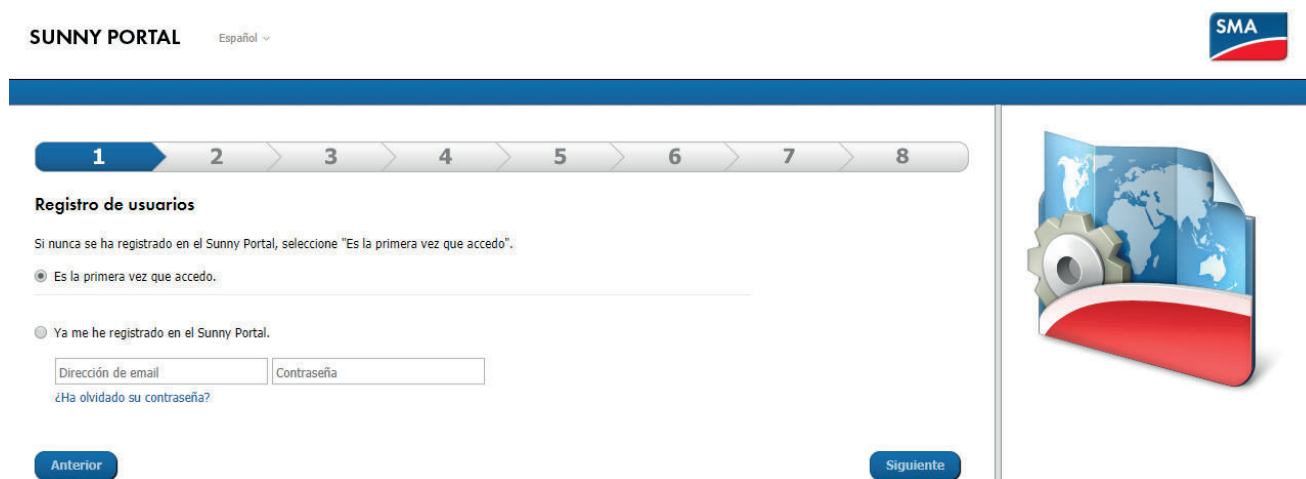 SUNNY PORTAL Español
SMA
1 2 3 4 5 6 7 8
Registro de usuarios
Si nunca se ha registrado en el Sunny Portal, seleccione "Es la primera vez que accedo".
Es la primera vez que accedo.
Ya me he registrado en el Sunny Portal.
Dirección de email Contraseña
¿Ha olvidado su contraseña?
Anterior Siguiente